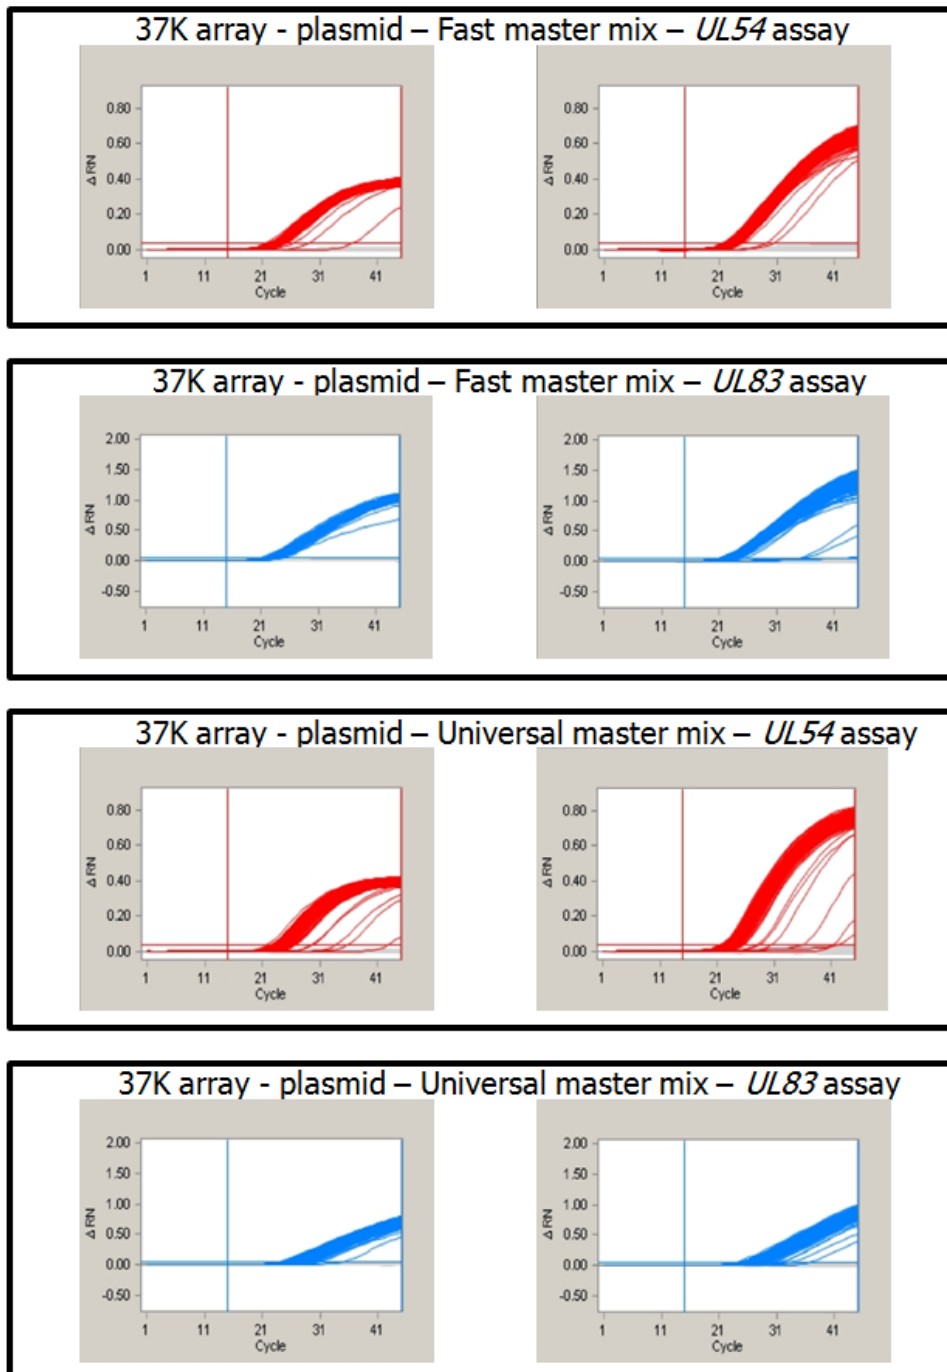 37K array - plasmid – Fast master mix – UL54 assay
0.80 0.80
0.60 0.60
0.40 0.40
0.20 0.20
0.00 0.00
Δ RN Δ RN
1 11 21 31 41 1 11 21 31 41
Cycle Cycle
37K array - plasmid – Fast master mix – UL83 assay
2.00 2.00
1.50 1.50
1.00 1.00
0.50 0.50
0.00 0.00
-0.50 -0.50
Δ RN Δ RN
1 11 21 31 41 1 11 21 31 41
Cycle Cycle
37K array - plasmid – Universal master mix – UL54 assay
0.80 0.80
0.60 0.60
0.40 0.40
0.20 0.20
0.00 0.00
Δ RN Δ RN
1 11 21 31 41 1 11 21 31 41
Cycle Cycle
37K array - plasmid – Universal master mix – UL83 assay
2.00 2.00
1.50 1.50
1.00 1.00
0.50 0.50
0.00 0.00
-0.50 -0.50
Δ RN Δ RN
1 11 21 31 41 1 11 21 31 41
Cycle Cycle